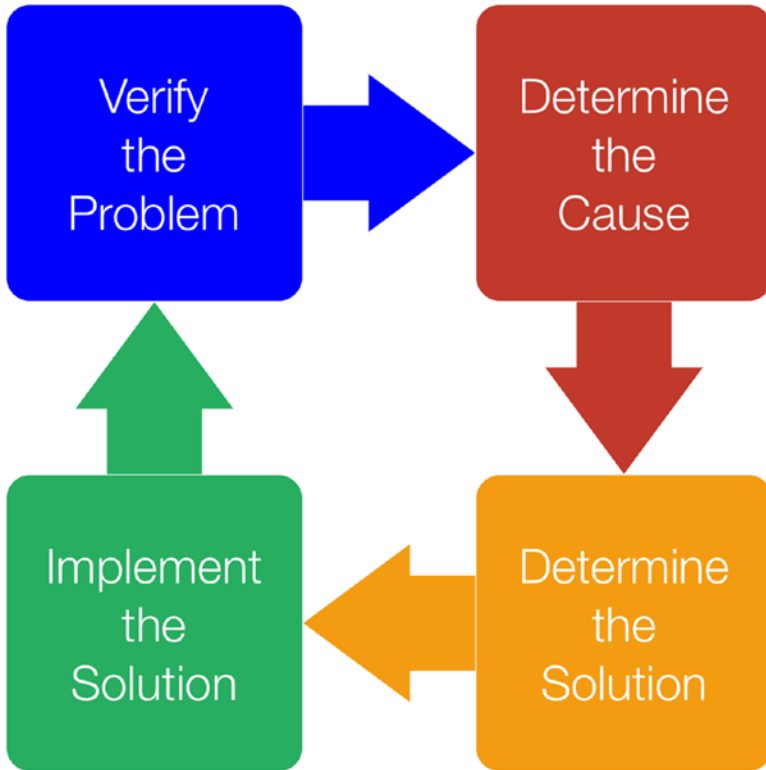 Verify
the
Problem
Determine
the
Cause
Determine
the
Solution
Implement
the
Solution